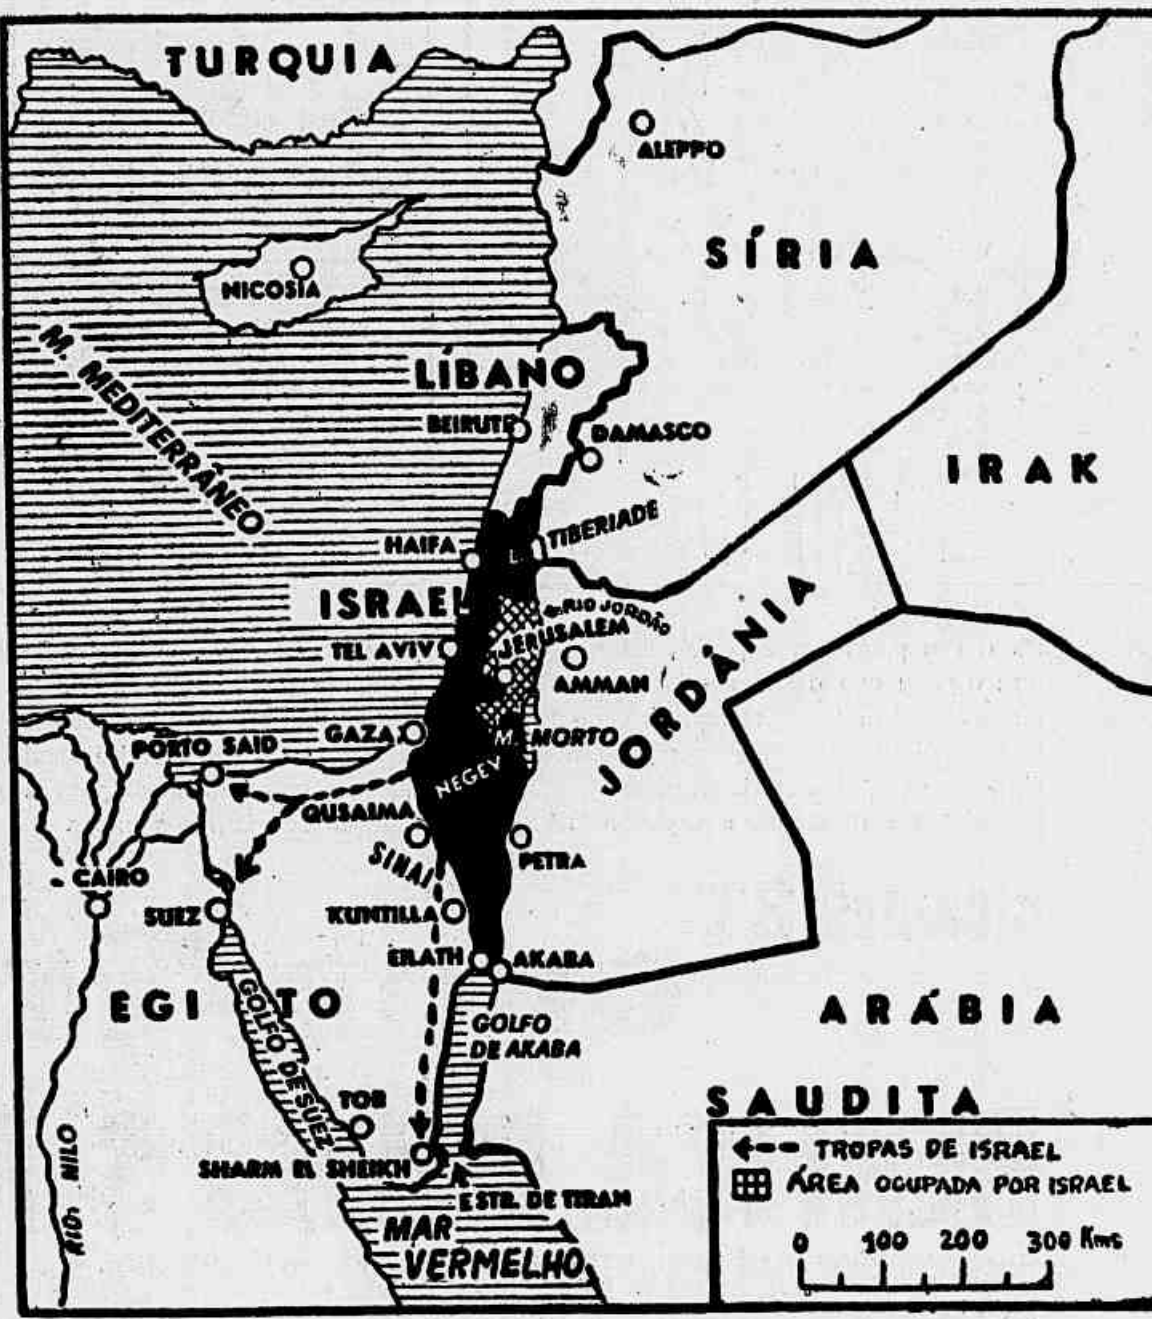 TURQUIA
ALEPPO
SÍRIA
NICOSIA
M. MEDITERRÂNEO
LÍBANO
BEIRUTE
DAMASCO
IRAK
HAIFA
L. TIBERIADE
ISRAEL
RIO JORDÃO
JERUSALEM
TEL AVIV
AMMAN
JORDÂNIA
GAZA
M. MORTO
PORTO SAID
NEGEV
QUSAIMA
SINAI
PETRA
CAIRO
SUEZ
KUNTILLA
EILATH
AKABA
EGITO
GOLFO DE SUEZ
GOLFO
DE AKABA
ARÁBIA
SAUDITA
TOR
SHARM EL SHEIKH
ESTR. DE TIRAN
RIO NILO
MAR
VERMELHO
TROPAS DE ISRAEL
ÁREA OCUPADA POR ISRAEL
0 100 200 300 Kms